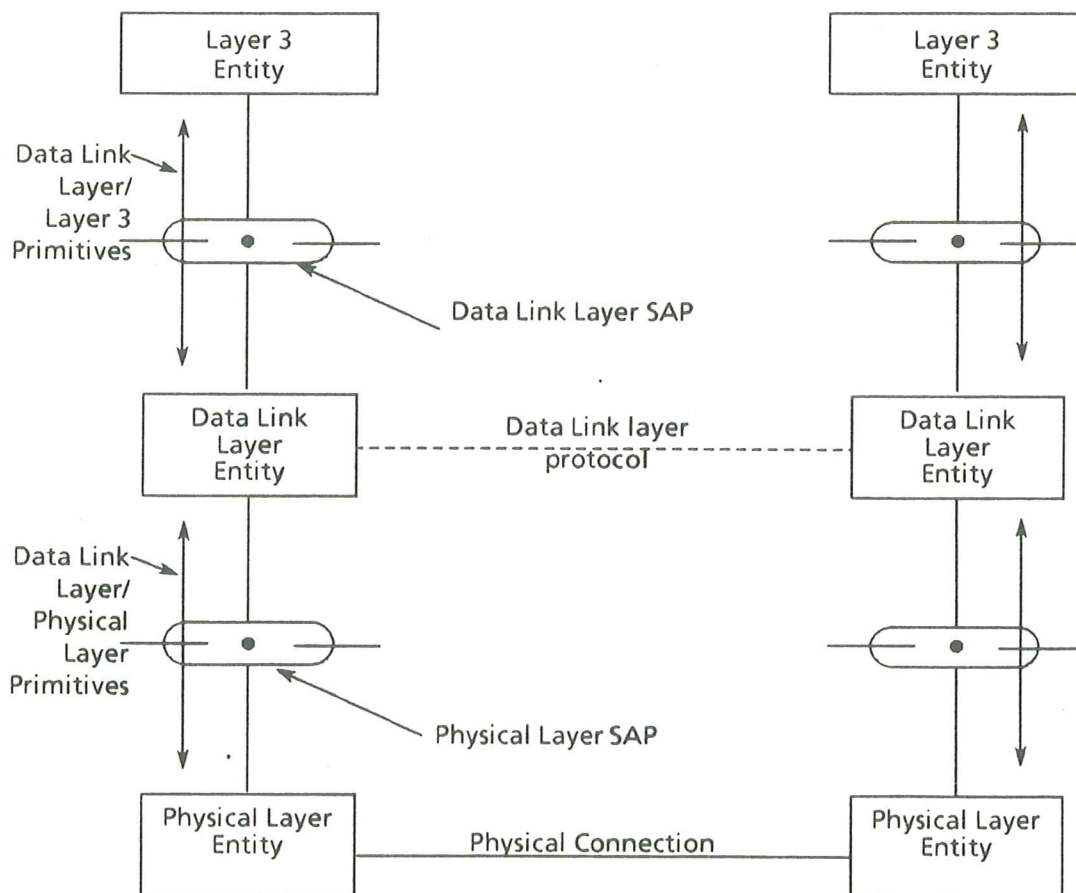 Layer 3
Entity
Layer 3
Entity
Data Link
Layer/
Layer 3
Primitives
Data Link Layer SAP
Data Link
Layer
Entity
Data Link layer
protocol
Data Link
Layer
Entity
Data Link
Layer/
Physical
Layer
Primitives
Physical Layer SAP
Physical Layer
Entity
Physical Connection
Physical Layer
Entity